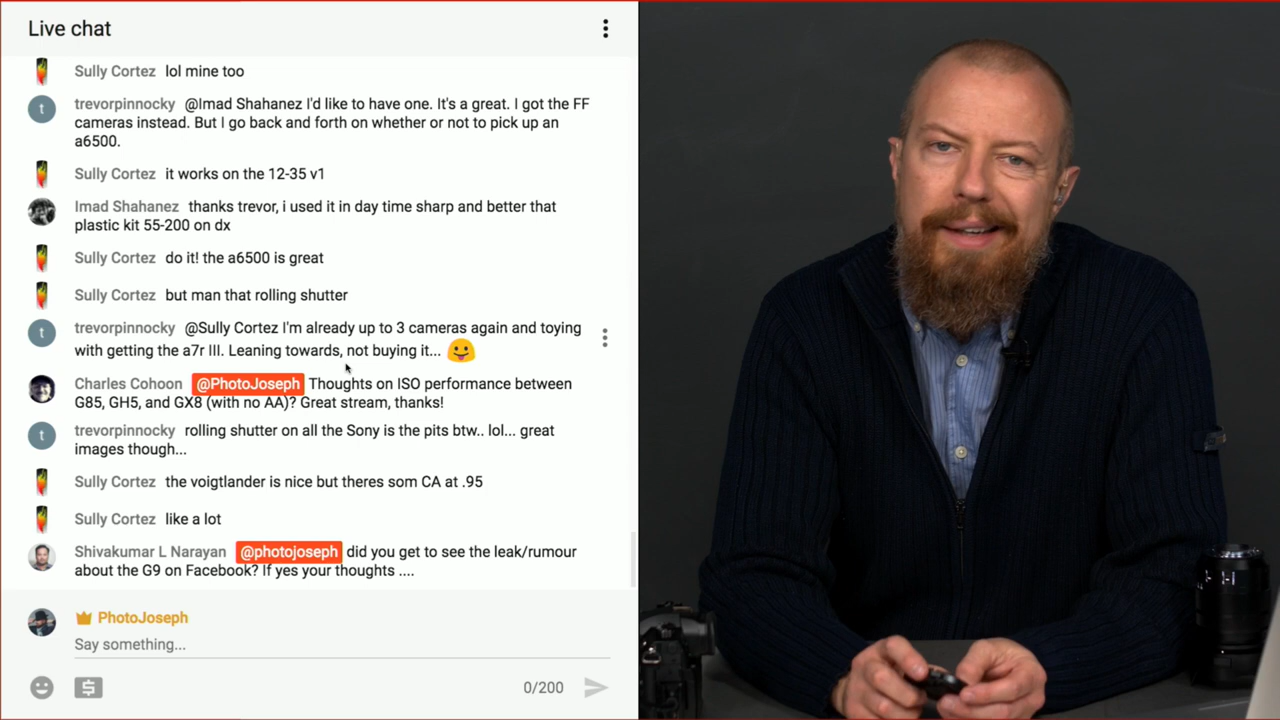 Live chat
Sully Cortez lol mine too
t
trevorpinnocky @Imad Shahanez I'd like to have one. It's a great. I got the FF
cameras instead. But I go back and forth on whether or not to pick up an
a6500.
Sully Cortez it works on the 12-35 v1
Imad Shahanez thanks trevor, i used it in day time sharp and better that
plastic kit 55-200 on dx
Sully Cortez do it! the a6500 is great
Sully Cortez but man that rolling shutter
t
trevorpinnocky @Sully Cortez I'm already up to 3 cameras again and toying
with getting the a7r III. Leaning towards, not buying it... 😛
Charles Cohoon @PhotoJoseph Thoughts on ISO performance between
G85, GH5, and GX8 (with no AA)? Great stream, thanks!
t
trevorpinnocky rolling shutter on all the Sony is the pits btw.. lol... great
images though...
Sully Cortez the voigtlander is nice but theres som CA at .95
Sully Cortez like a lot
Shivakumar L Narayan @photojoseph did you get to see the leak/rumour
about the G9 on Facebook? If yes your thoughts ....
PhotoJoseph
Say something...
$
0/200